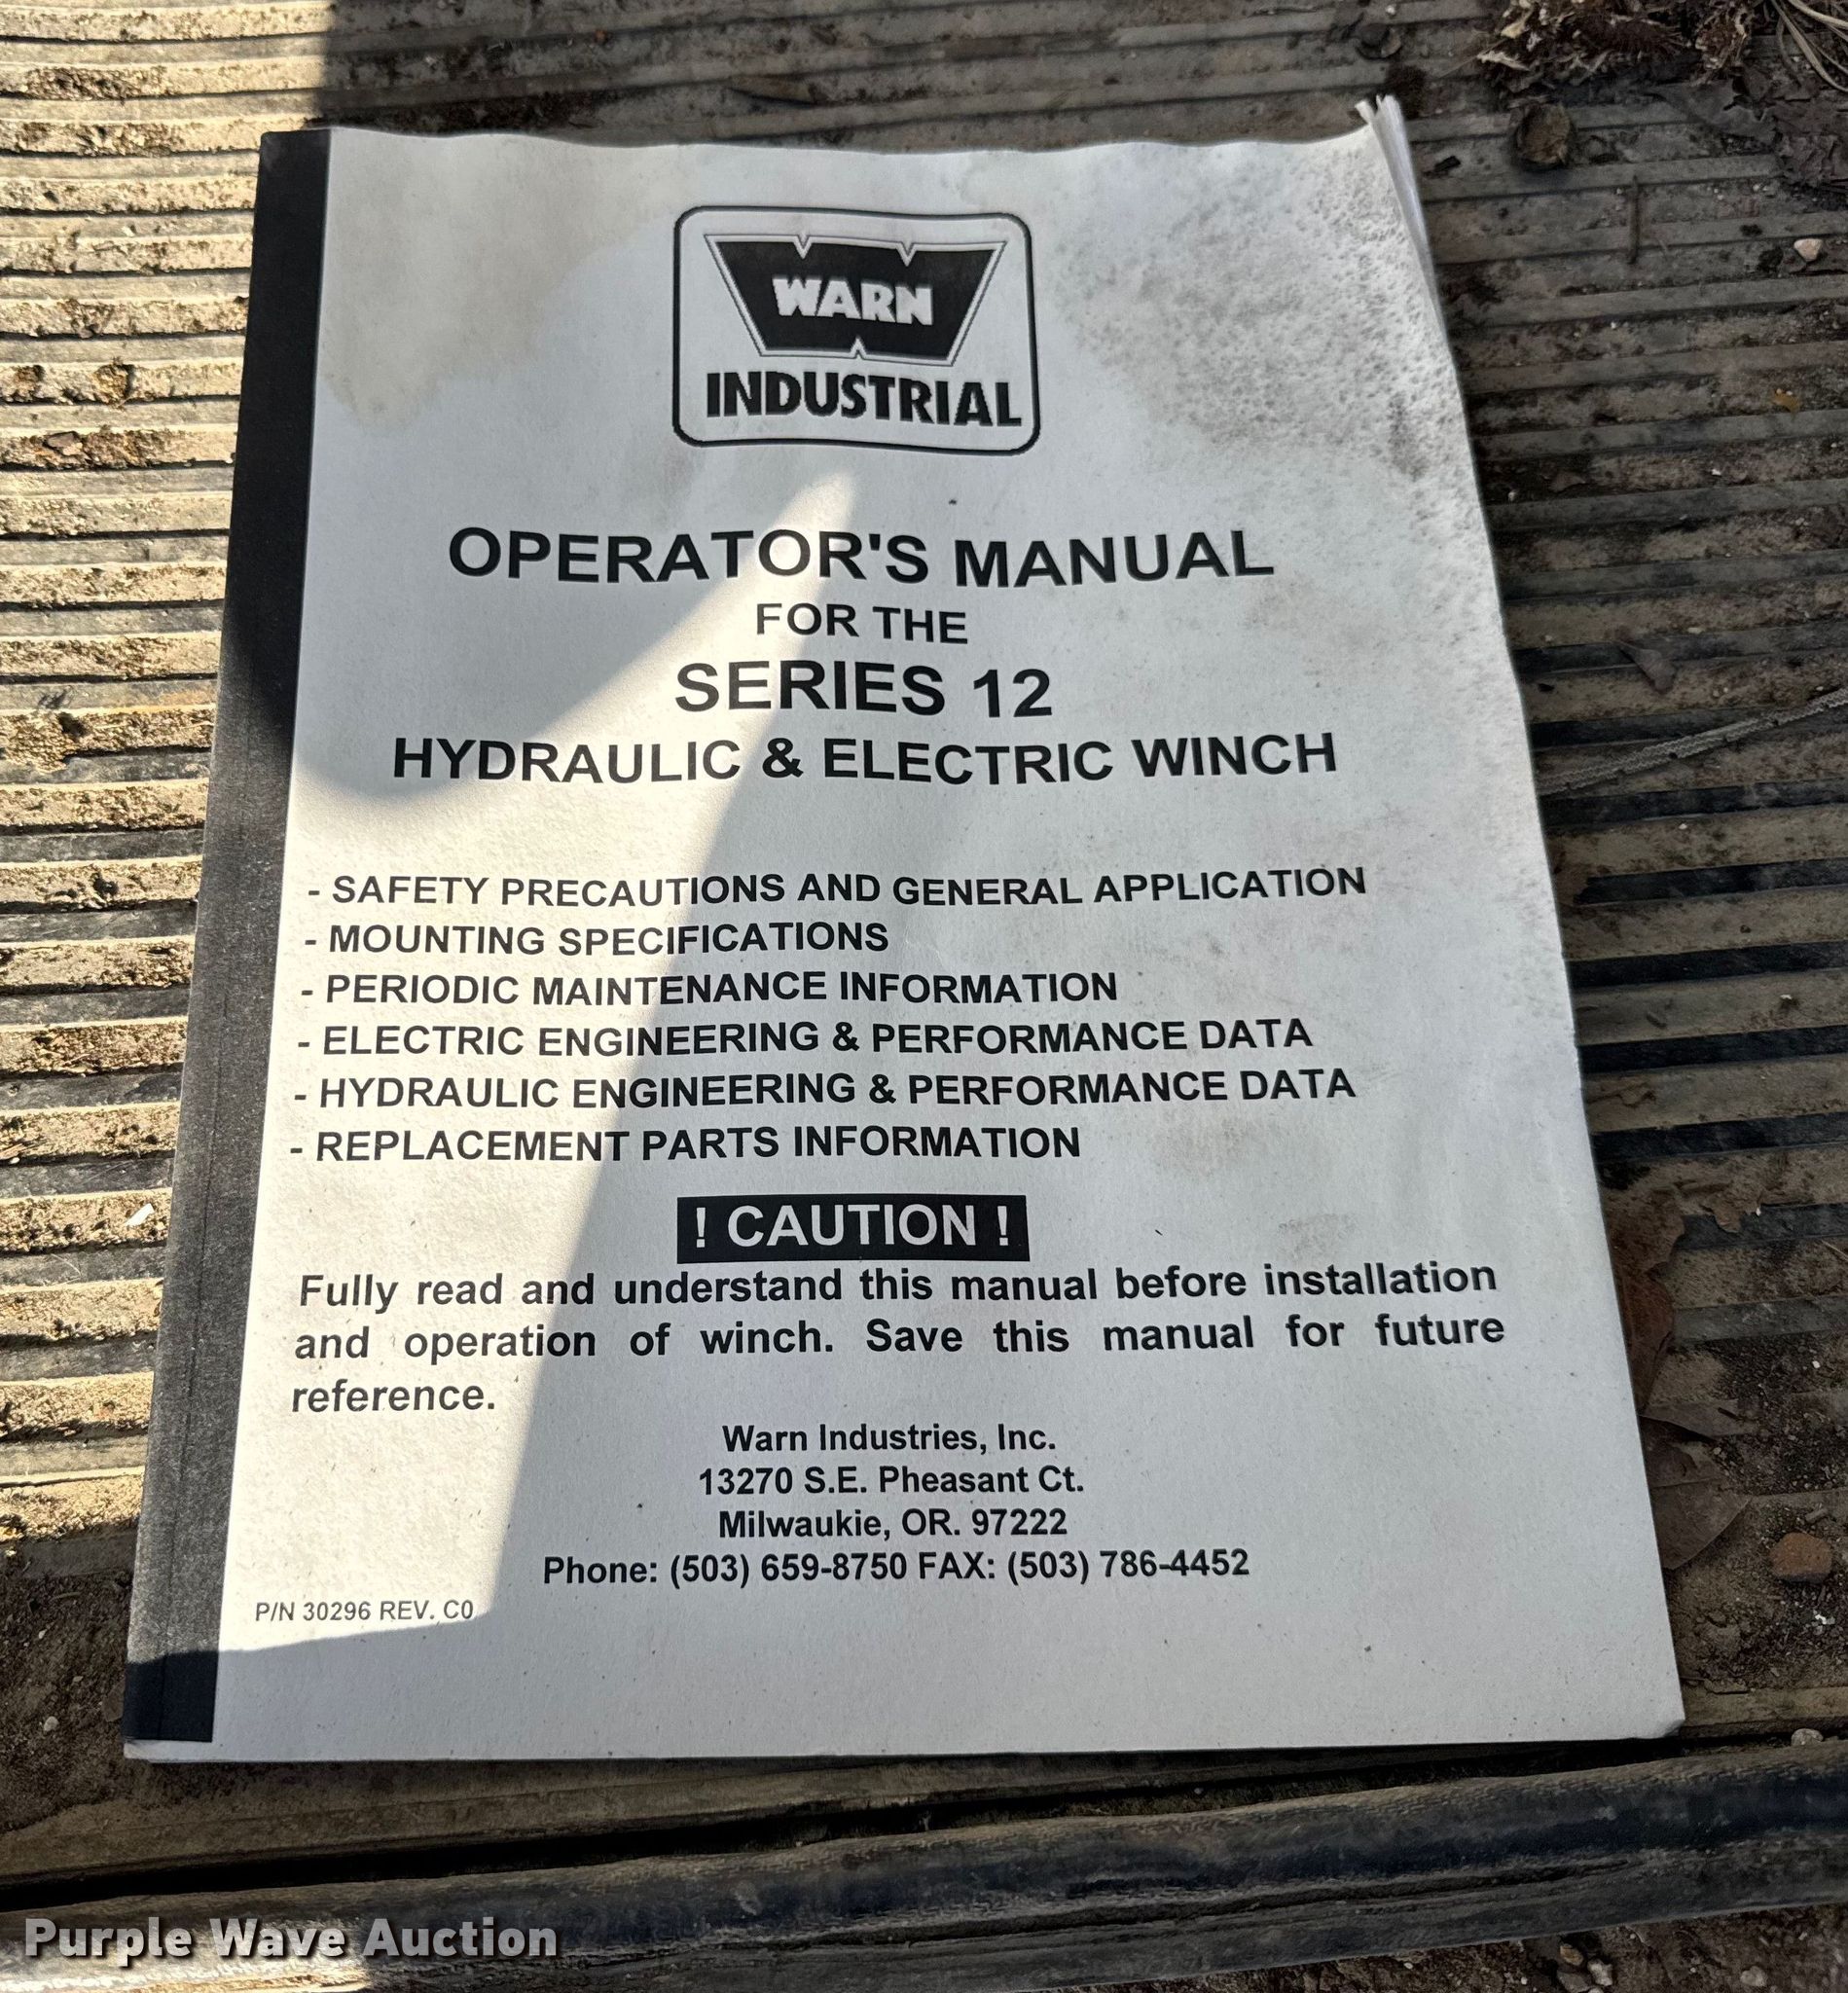 WARN
INDUSTRIAL
OPERATOR'S MANUAL
FOR THE
SERIES 12
HYDRAULIC & ELECTRIC WINCH
- SAFETY PRECAUTIONS AND GENERAL APPLICATION
- MOUNTING SPECIFICATIONS
- PERIODIC MAINTENANCE INFORMATION
- ELECTRIC ENGINEERING & PERFORMANCE DATA
- HYDRAULIC ENGINEERING & PERFORMANCE DATA
- REPLACEMENT PARTS INFORMATION
! CAUTION !
Fully read and understand this manual before installation
and operation of winch. Save this manual for future
reference.
Warn Industries, Inc.
13270 S.E. Pheasant Ct.
Milwaukie, OR. 97222
Phone: (503) 659-8750 FAX: (503) 786-4452
P/N 30296 REV. C0
Purple Wave Auction